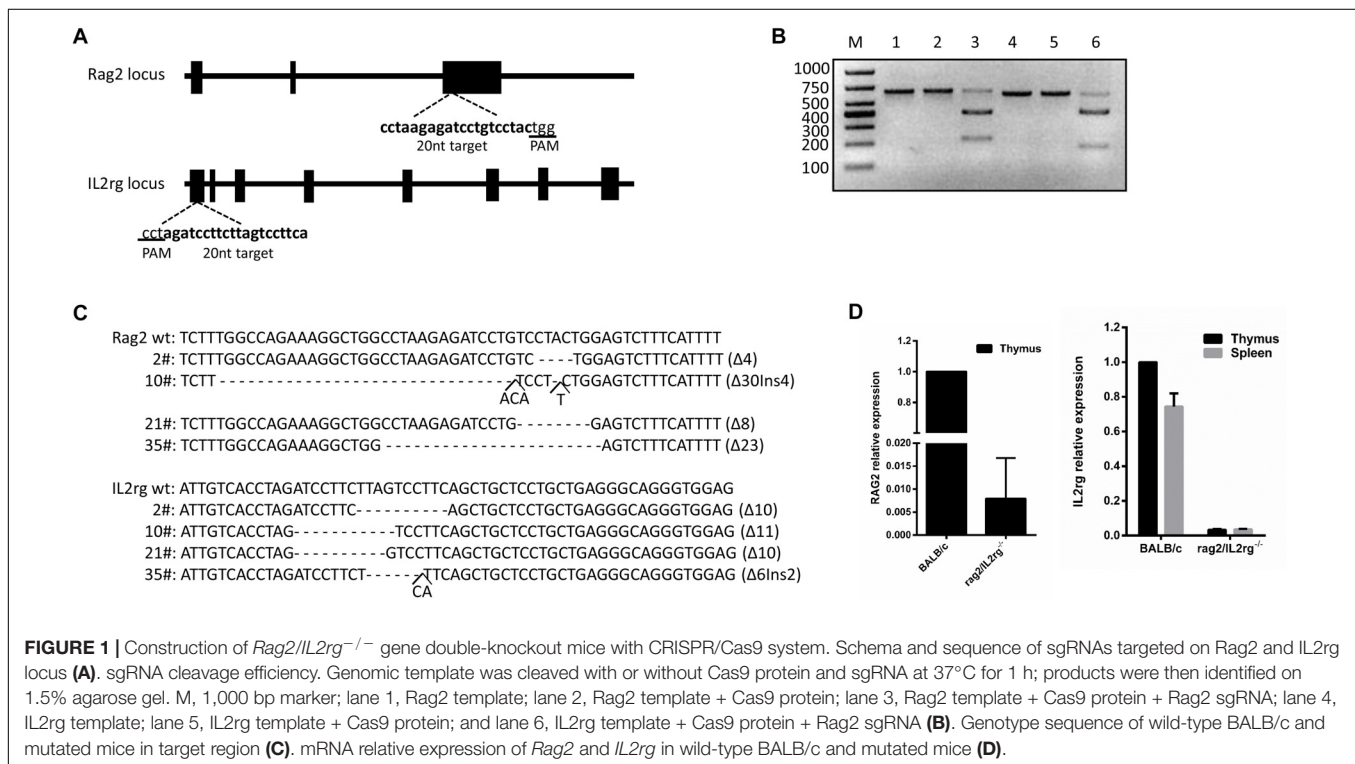 A
Rag2 locus
cctaagagatcctgtcctactgg
20nt target PAM
IL2rg locus
cctagatccttcttagtccttca
PAM 20nt target
B
M 1 2 3 4 5 6
1000
750
500
400
300
200
100
C
Rag2 wt: TCTTTGGCCAGAAAGGCTGGCCTAAGAGATCCTGTCCTACTGGAGTCTTTCATTTT
2#: TCTTTGGCCAGAAAGGCTGGCCTAAGAGATCCTGTC ----TGGAGTCTTTCATTTT (Δ4)
10#: TCTT ------------------------------TCCT--CTGGAGTCTTTCATTTT (Δ30Ins4)
ACA T
21#: TCTTTGGCCAGAAAGGCTGGCCTAAGAGATCCTG--------GAGTCTTTCATTTT (Δ8)
35#: TCTTTGGCCAGAAAGGCTGG -----------------------AGTCTTTCATTTT (Δ23)
IL2rg wt: ATTGTCACCTAGATCCTTCTTAGTCCTTCAGCTGCTCCTGCTGAGGGCAGGGTGGAG
2#: ATTGTCACCTAGATCCTTC----------AGCTGCTCCTGCTGAGGGCAGGGTGGAG (Δ10)
10#: ATTGTCACCTAG-----------TCCTTCAGCTGCTCCTGCTGAGGGCAGGGTGGAG (Δ11)
21#: ATTGTCACCTAG----------GTCCTTCAGCTGCTCCTGCTGAGGGCAGGGTGGAG (Δ10)
35#: ATTGTCACCTAGATCCTTCT------TTCAGCTGCTCCTGCTGAGGGCAGGGTGGAG (Δ6Ins2)
CA
D
RAG2 relative expression
1.2
1.0
0.8
0.6
0.020
0.015
0.010
0.005
0.000
Thymus
BALB/c
rag2/IL2rg-/-
IL2rg relative expression
1.2
1.0
0.8
0.6
0.4
0.2
0.0
Thymus
Spleen
BALB/c
rag2/IL2rg-/-
FIGURE 1 | Construction of Rag2/IL2rg−/− gene double-knockout mice with CRISPR/Cas9 system. Schema and sequence of sgRNAs targeted on Rag2 and IL2rg
locus (A). sgRNA cleavage efficiency. Genomic template was cleaved with or without Cas9 protein and sgRNA at 37°C for 1 h; products were then identified on
1.5% agarose gel. M, 1,000 bp marker; lane 1, Rag2 template; lane 2, Rag2 template + Cas9 protein; lane 3, Rag2 template + Cas9 protein + Rag2 sgRNA; lane 4,
IL2rg template; lane 5, IL2rg template + Cas9 protein; and lane 6, IL2rg template + Cas9 protein + Rag2 sgRNA (B). Genotype sequence of wild-type BALB/c and
mutated mice in target region (C). mRNA relative expression of Rag2 and IL2rg in wild-type BALB/c and mutated mice (D).